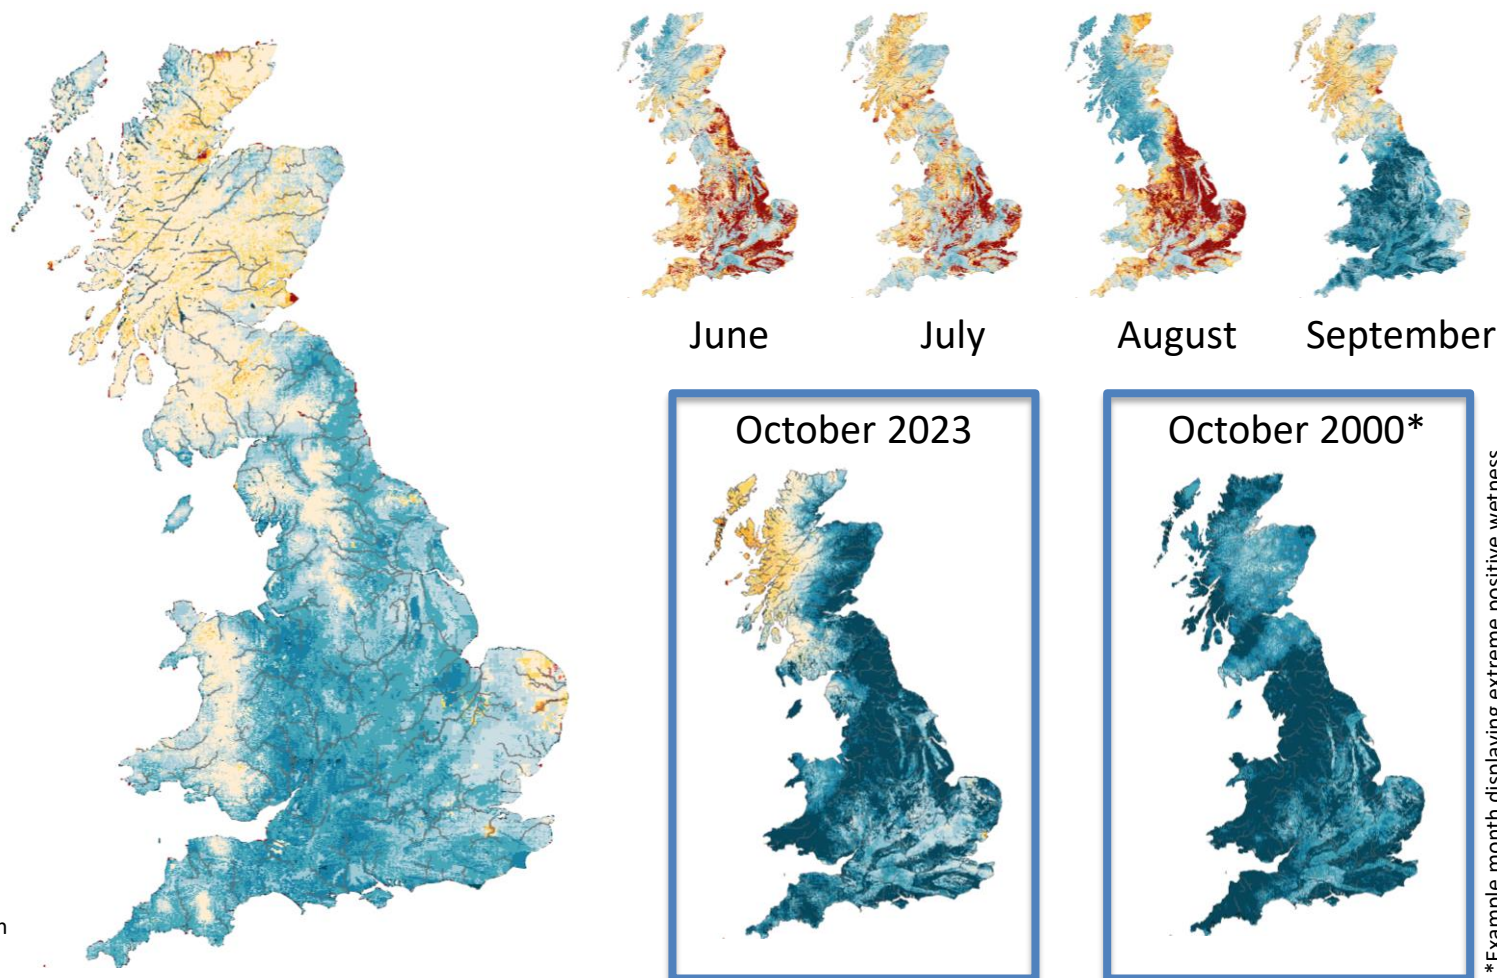 June
July
August
September
October 2023
October 2000*
*Example month displaying extreme positive wetness